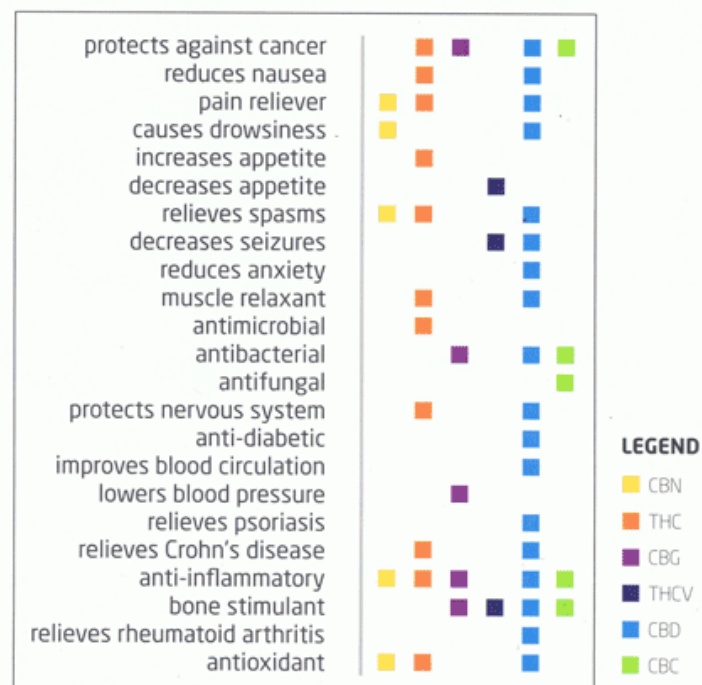 protects against cancer
reduces nausea
pain reliever
causes drowsiness
increases appetite
decreases appetite
relieves spasms
decreases seizures
reduces anxiety
muscle relaxant
antimicrobial
antibacterial
antifungal
protects nervous system
anti-diabetic
improves blood circulation
lowers blood pressure
relieves psoriasis
relieves Crohn's disease
anti-inflammatory
bone stimulant
relieves rheumatoid arthritis
antioxidant
LEGEND
CBN
THC
CBG
THCV
CBD
CBC